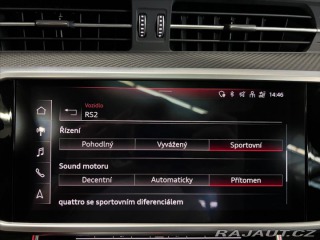 14:46
Vozidlo
RS2
Řízení
Pohodlný Vyvážený Sportovní
Sound motoru
Decentní Automaticky Přítomen
quattro se sportovním diferenciálem
RAJAUT.CZ